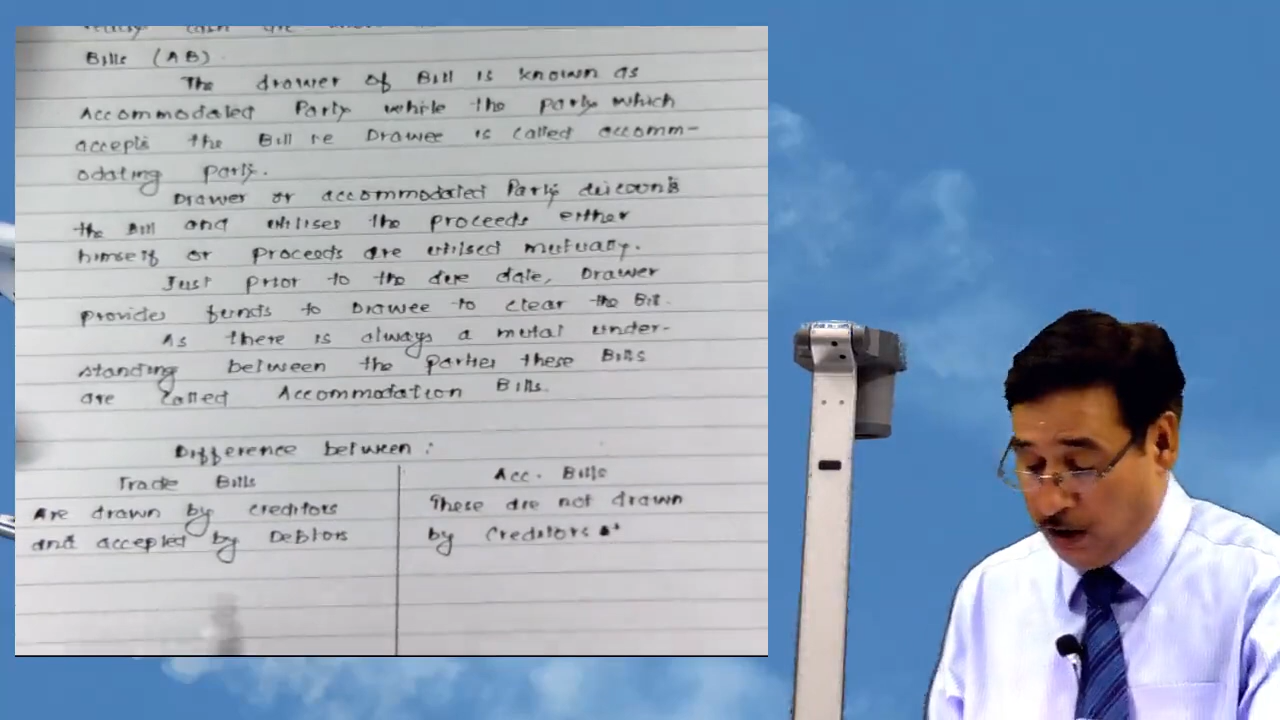 Bills (AB)
The drawer of Bill is known as
Accommodated Party while the party which
accepts the Bill ie Drawee is called accomm-
odating party.
Drawer or accommodated Party discounts
the Bill and utilises the proceeds either
himself or proceeds are utilised mutually.
Just prior to the due date, Drawer
provides funds to Drawee to clear the Bill.
As there is always a mutal under-
standing between the parties these Bills
are called Accommodation Bills.
Difference between :
Trade Bills
Acc. Bills
Are drawn by creditors
and accepted by Debtors
These are not drawn
by Creditors